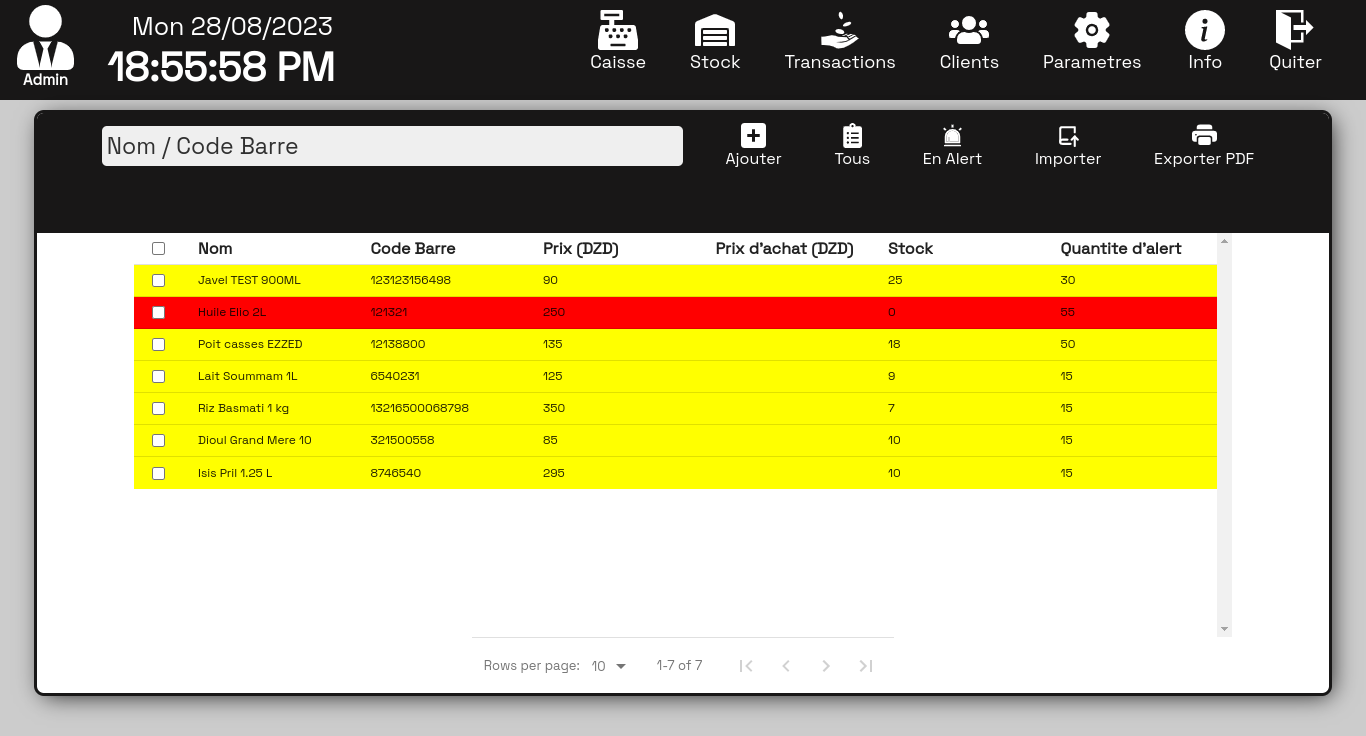 Admin
Mon 28/08/2023
18:55:58 PM
Caisse Stock Transactions Clients Parametres Info Quiter
Nom / Code Barre
Ajouter Tous En Alert Importer Exporter PDF
Nom Code Barre Prix (DZD) Prix d'achat (DZD) Stock Quantite d'alert
Javel TEST 900ML 123123156498 90 25 30
Huile Elio 2L 121321 250 0 55
Poit casses EZZED 12138800 135 18 50
Lait Soummam 1L 6540231 125 9 15
Riz Basmati 1 kg 13216500068798 350 7 15
Dioul Grand Mere 10 321500558 85 10 15
Isis Pril 1.25 L 8746540 295 10 15
Rows per page: 10 1-7 of 7